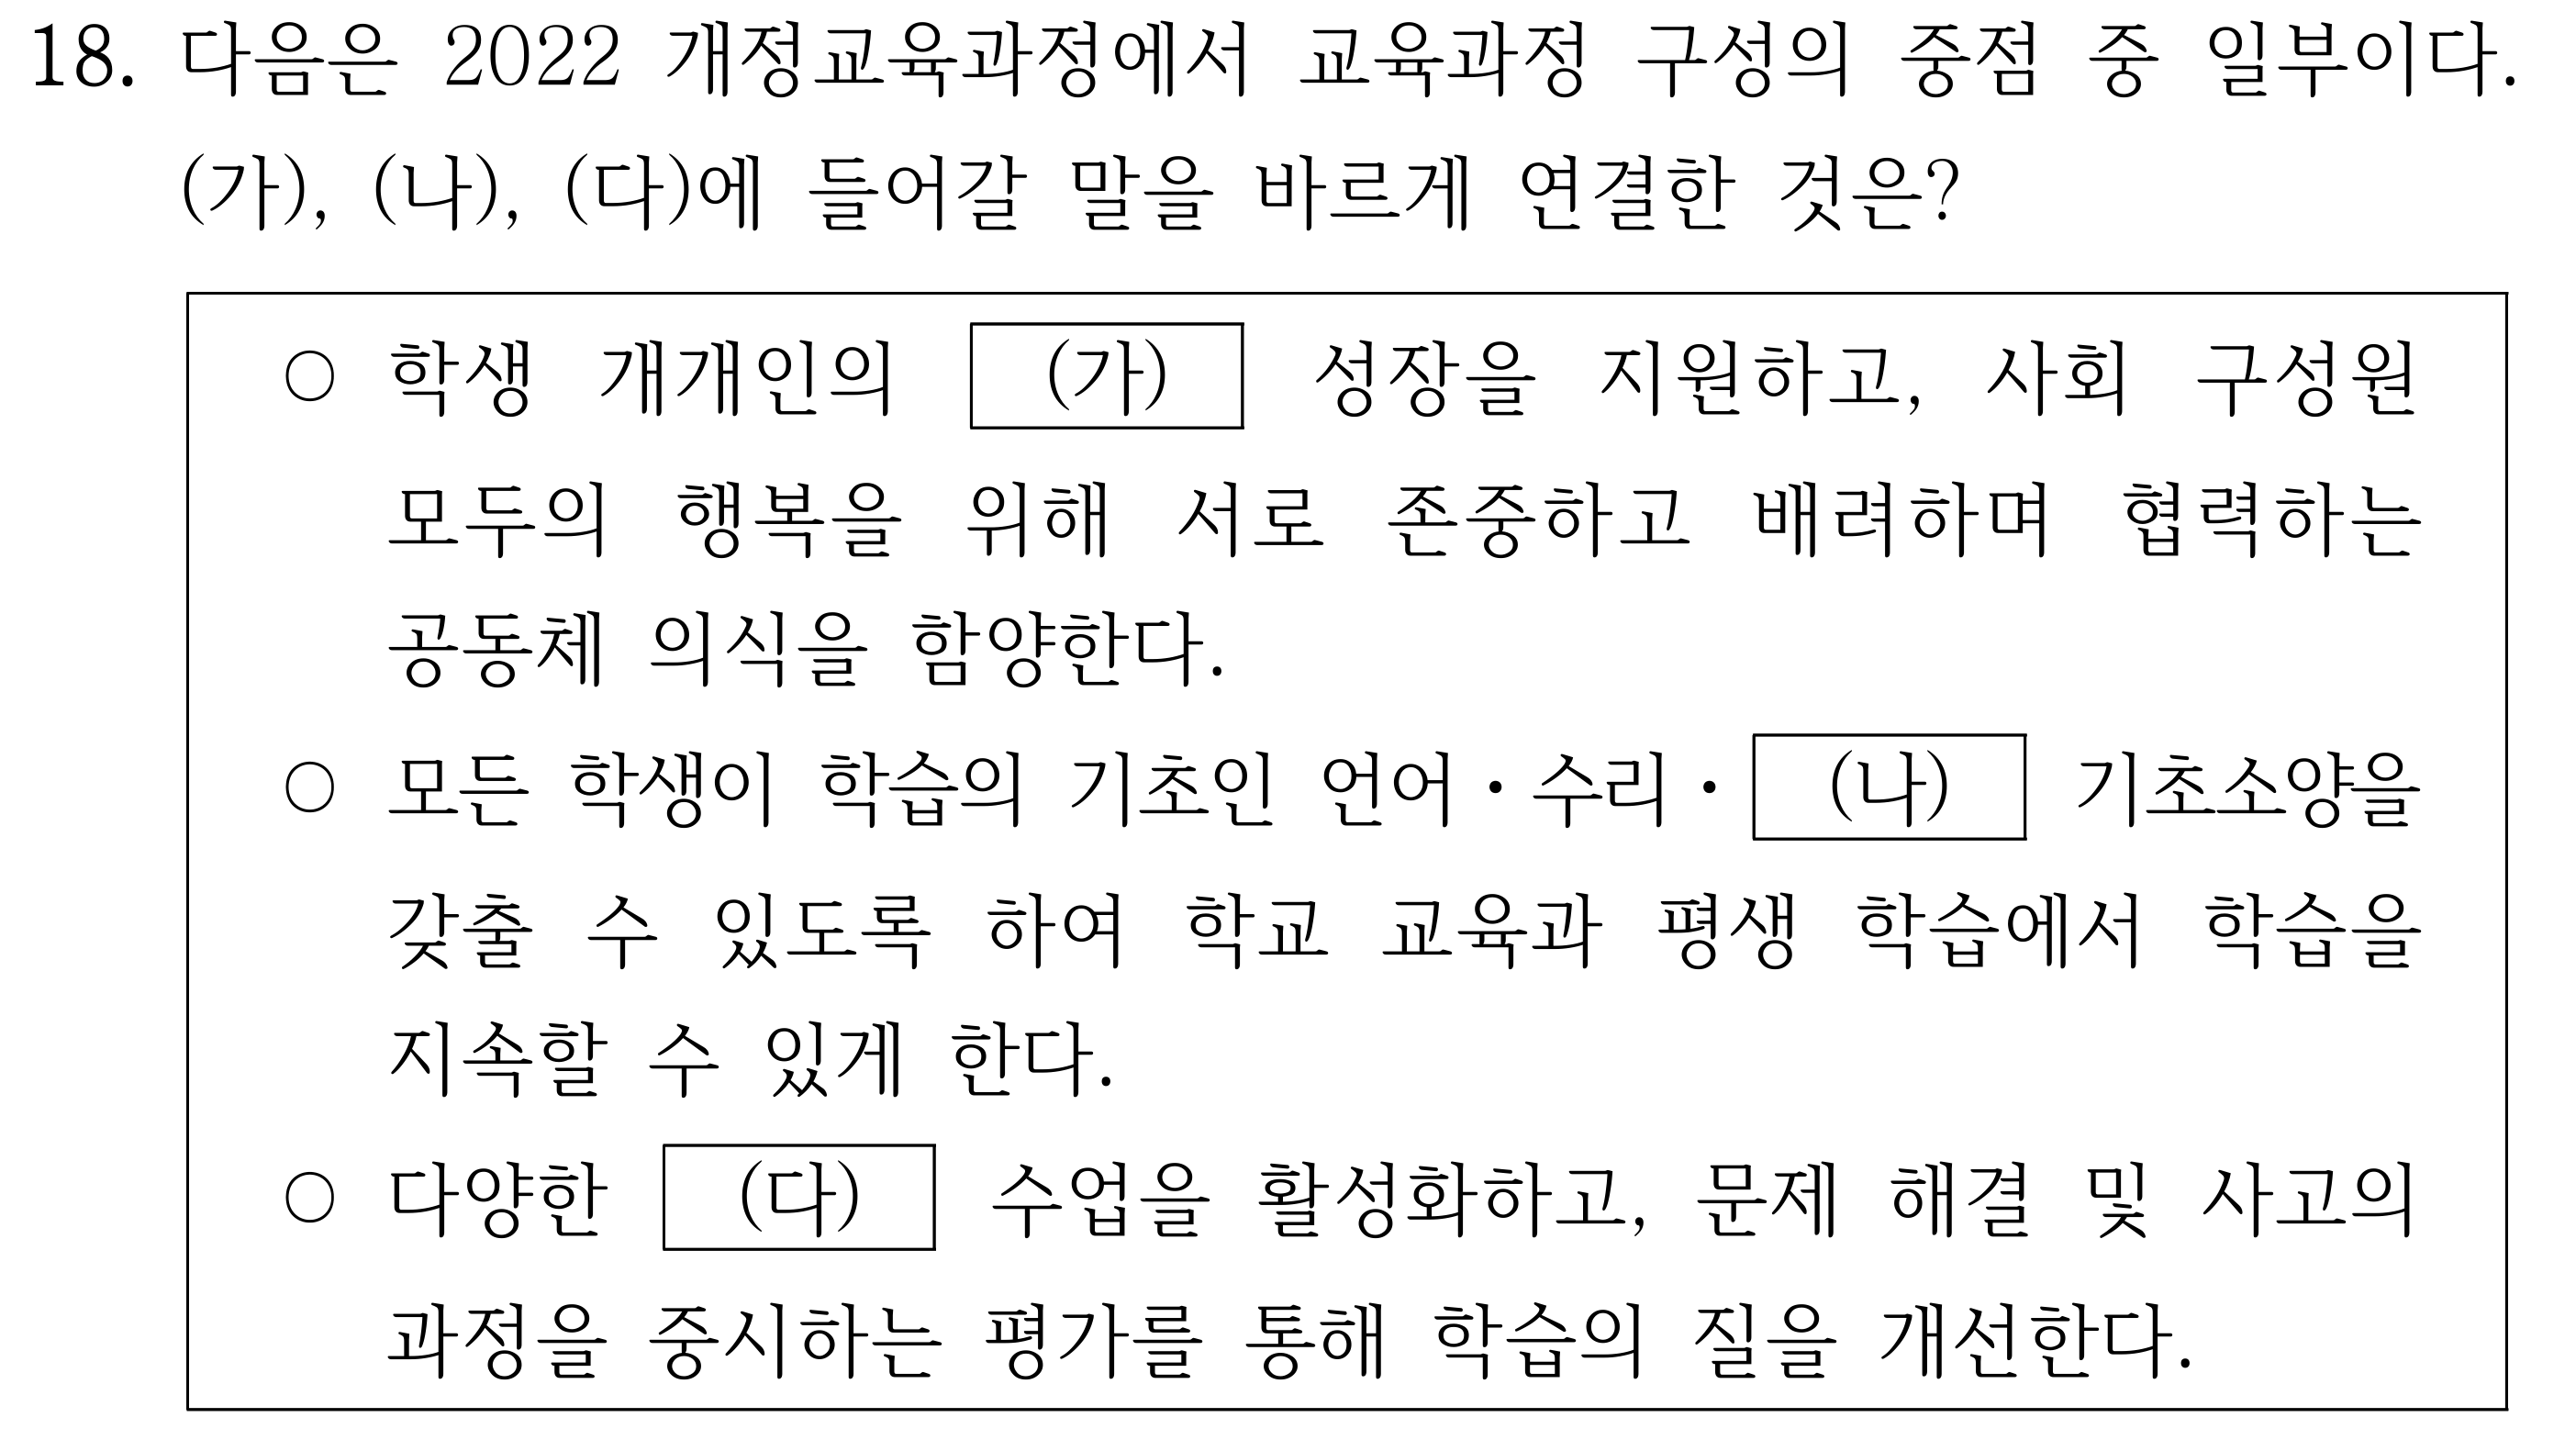 18. 다음은 2022 개정교육과정에서 교육과정 구성의 중점 중 일부이다.
(가), (나), (다)에 들어갈 말을 바르게 연결한 것은?
○ 학생 개개인의 (가) 성장을 지원하고, 사회 구성원
모두의 행복을 위해 서로 존중하고 배려하며 협력하는
공동체 의식을 함양한다.
○ 모든 학생이 학습의 기초인 언어·수리· (나) 기초소양을
갖출 수 있도록 하여 학교 교육과 평생 학습에서 학습을
지속할 수 있게 한다.
○ 다양한 (다) 수업을 활성화하고, 문제 해결 및 사고의
과정을 중시하는 평가를 통해 학습의 질을 개선한다.